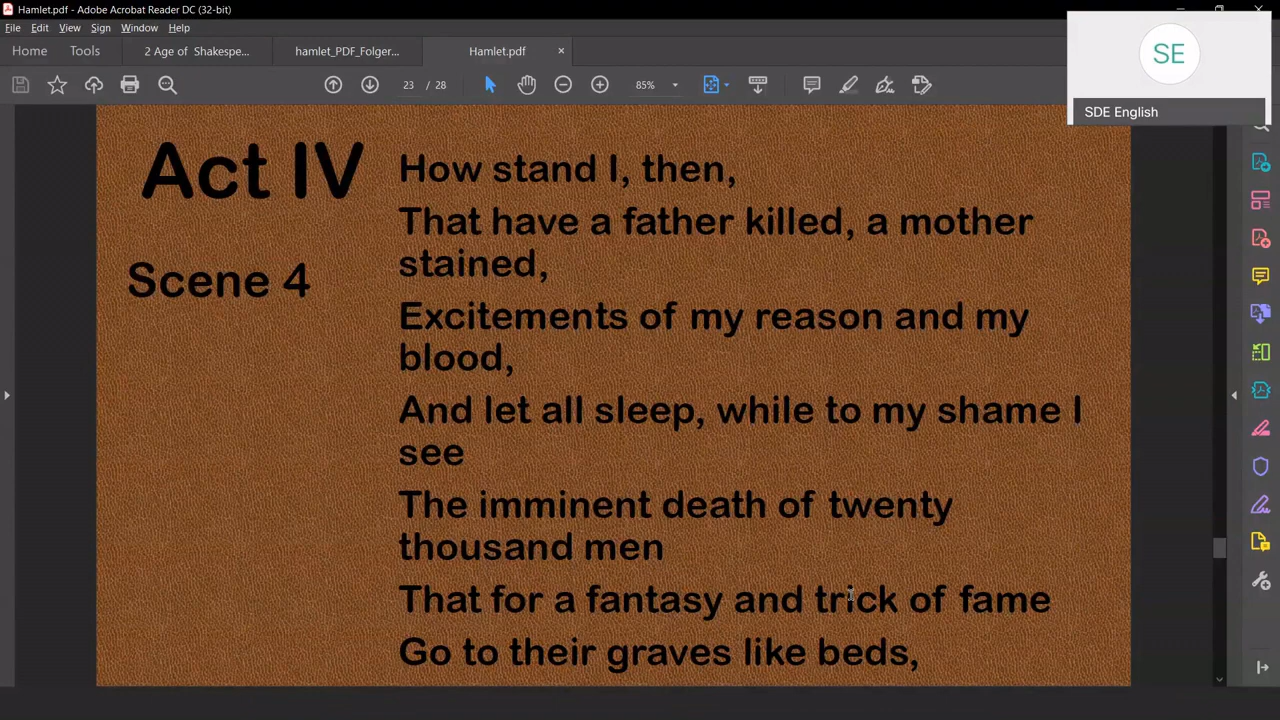 Hamlet.pdf - Adobe Acrobat Reader DC (32-bit)
File Edit View Sign Window Help
Home Tools 2 Age of Shakespe... hamlet_PDF_Folger... Hamlet.pdf ×
23 / 28 85%
SE
SDE English
Act IV
Scene 4
How stand I, then,
That have a father killed, a mother
stained,
Excitements of my reason and my
blood,
And let all sleep, while to my shame I
see
The imminent death of twenty
thousand men
That for a fantasy and trick of fame
Go to their graves like beds,